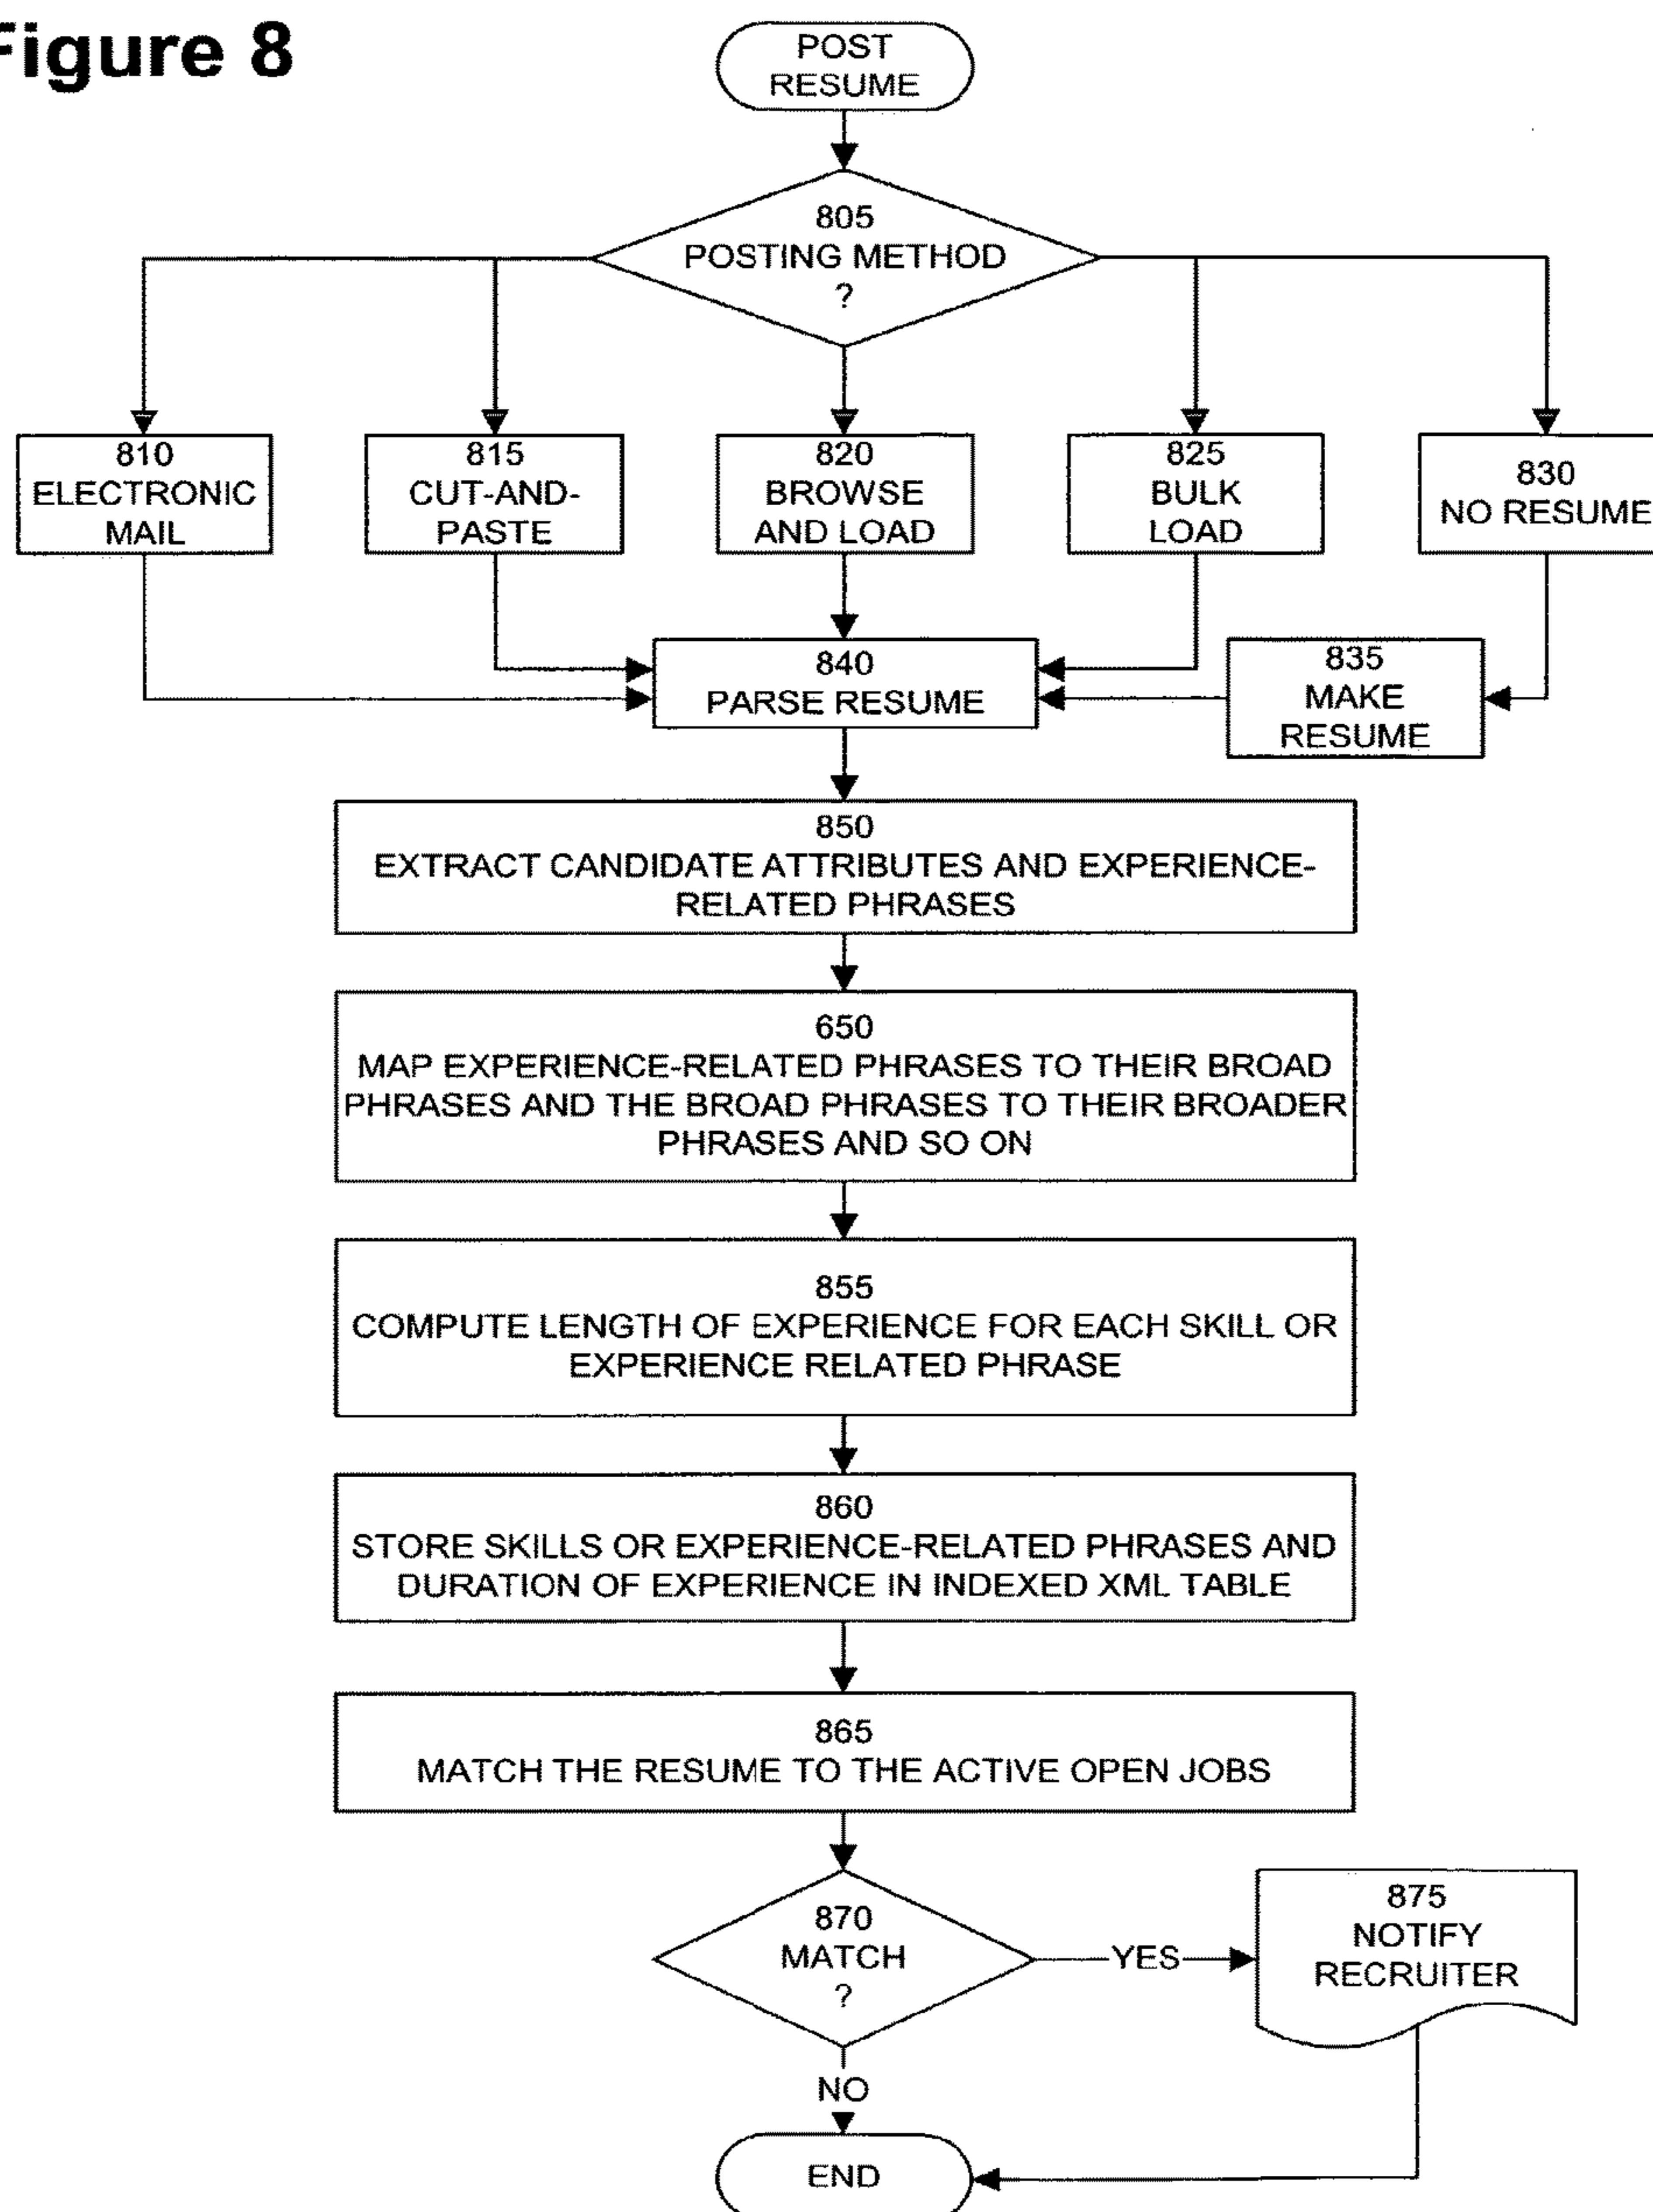 Figure 8
POST
RESUME
805
POSTING METHOD
?
810
ELECTRONIC
MAIL
815
CUT-AND-
PASTE
820
BROWSE
AND LOAD
825
BULK
LOAD
830
NO RESUME
840
PARSE RESUME
835
MAKE
RESUME
850
EXTRACT CANDIDATE ATTRIBUTES AND EXPERIENCE-
RELATED PHRASES
650
MAP EXPERIENCE-RELATED PHRASES TO THEIR BROAD
PHRASES AND THE BROAD PHRASES TO THEIR BROADER
PHRASES AND SO ON
855
COMPUTE LENGTH OF EXPERIENCE FOR EACH SKILL OR
EXPERIENCE RELATED PHRASE
860
STORE SKILLS OR EXPERIENCE-RELATED PHRASES AND
DURATION OF EXPERIENCE IN INDEXED XML TABLE
865
MATCH THE RESUME TO THE ACTIVE OPEN JOBS
870
MATCH
?
YES
875
NOTIFY
RECRUITER
NO
END